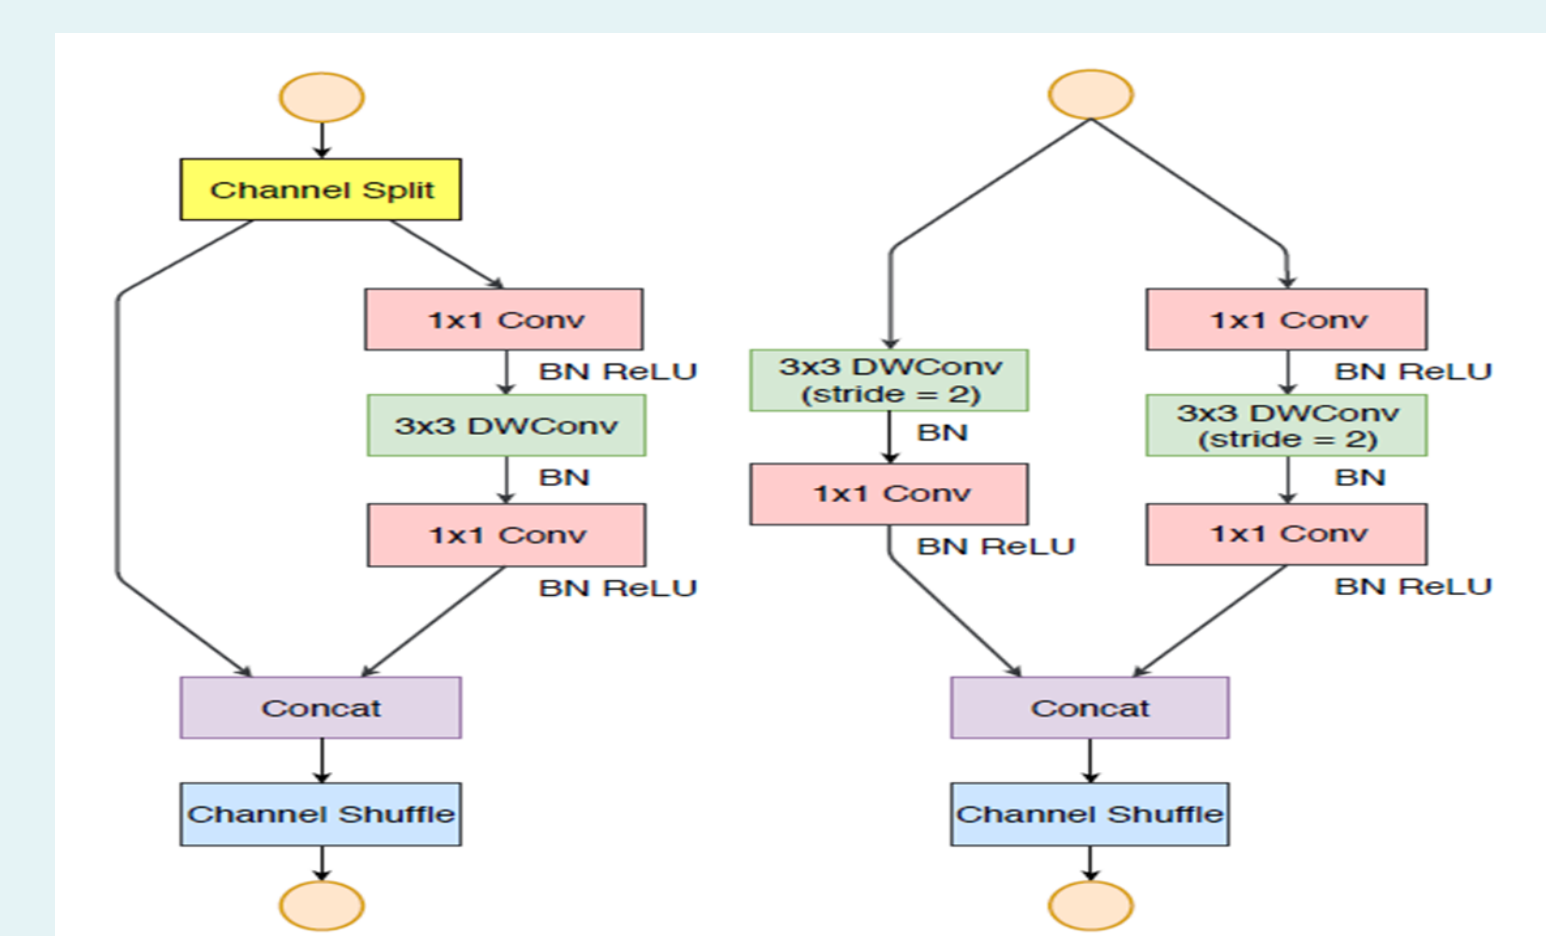 Channel Split
1x1 Conv
BN ReLU
3x3 DWConv
BN
1x1 Conv
BN ReLU
Concat
Channel Shuffle
3x3 DWConv
(stride = 2)
BN
1x1 Conv
BN ReLU
1x1 Conv
BN ReLU
3x3 DWConv
(stride = 2)
BN
1x1 Conv
BN ReLU
Concat
Channel Shuffle